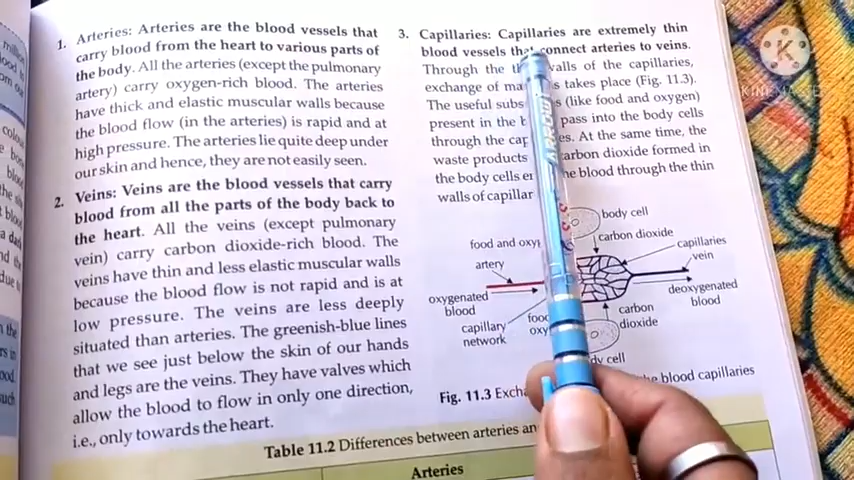 1. Arteries: Arteries are the blood vessels that
carry blood from the heart to various parts of
the body. All the arteries (except the pulmonary
artery) carry oxygen-rich blood. The arteries
have thick and elastic muscular walls because
the blood flow (in the arteries) is rapid and at
high pressure. The arteries lie quite deep under
our skin and hence, they are not easily seen.
2. Veins: Veins are the blood vessels that carry
blood from all the parts of the body back to
the heart. All the veins (except pulmonary
vein) carry carbon dioxide-rich blood. The
veins have thin and less elastic muscular walls
because the blood flow is not rapid and is at
low pressure. The veins are less deeply
situated than arteries. The greenish-blue lines
that we see just below the skin of our hands
and legs are the veins. They have valves which
allow the blood to flow in only one direction,
i.e., only towards the heart.
3. Capillaries: Capillaries are extremely thin
blood vessels that connect arteries to veins.
Through the walls of the capillaries,
exchange of takes place (Fig. 11.3).
The useful (like food and oxygen)
present in the pass into the body cells
through the At the same time, the
waste products carbon dioxide formed in
the body cells the blood through the thin
walls of
body cell
carbon dioxide
food and
capillaries
artery
vein
oxygenated
blood
deoxygenated
blood
capillary
network
carbon
dioxide
cell
Fig. 11.3 the blood capillaries
Table 11.2 Differences between arteries
Arteries
KINEMASTER